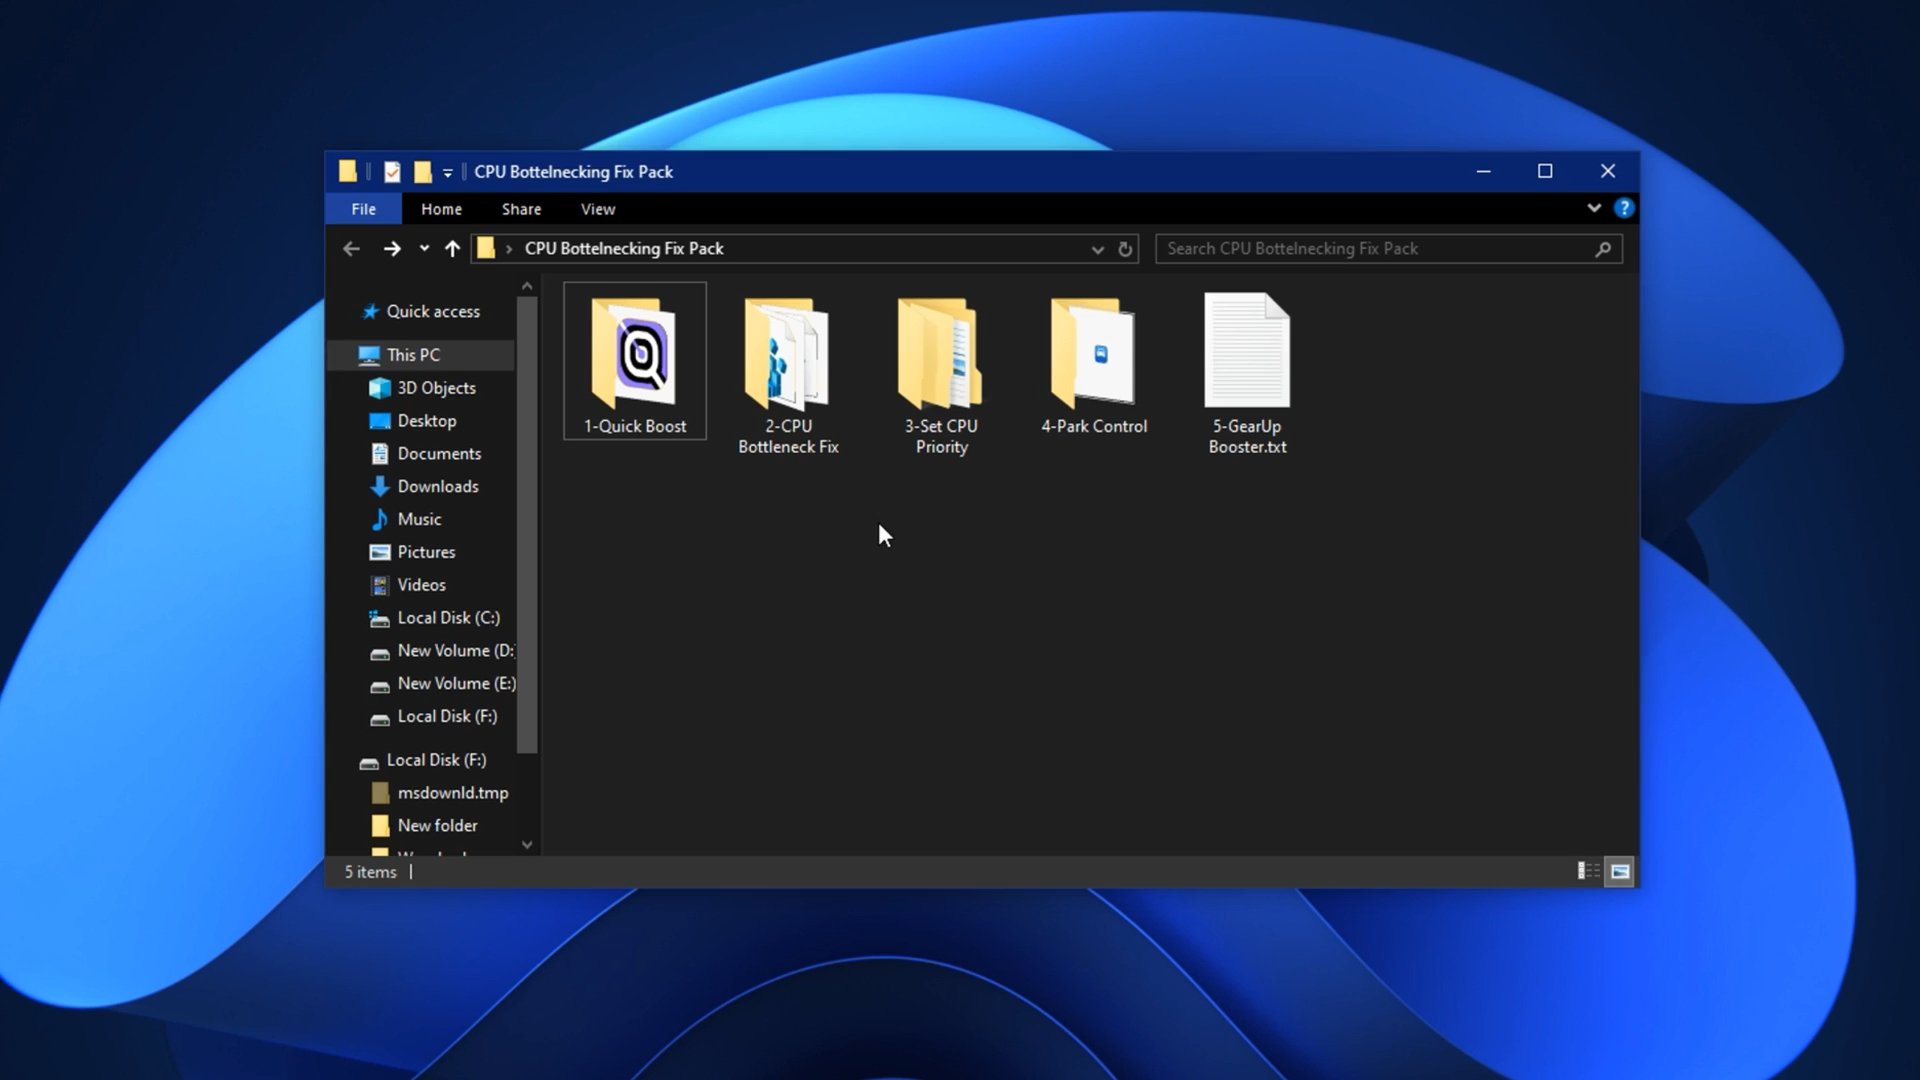 CPU Bottelnecking Fix Pack
File Home Share View
CPU Bottelnecking Fix Pack
Search CPU Bottelnecking Fix Pack
Quick access
This PC
3D Objects
Desktop
Documents
Downloads
Music
Pictures
Videos
Local Disk (C:)
New Volume (D:
New Volume (E:)
Local Disk (F:)
Local Disk (F:)
msdownld.tmp
New folder
1-Quick Boost
2-CPU
Bottleneck Fix
3-Set CPU
Priority
4-Park Control
5-GearUp
Booster.txt
5 items